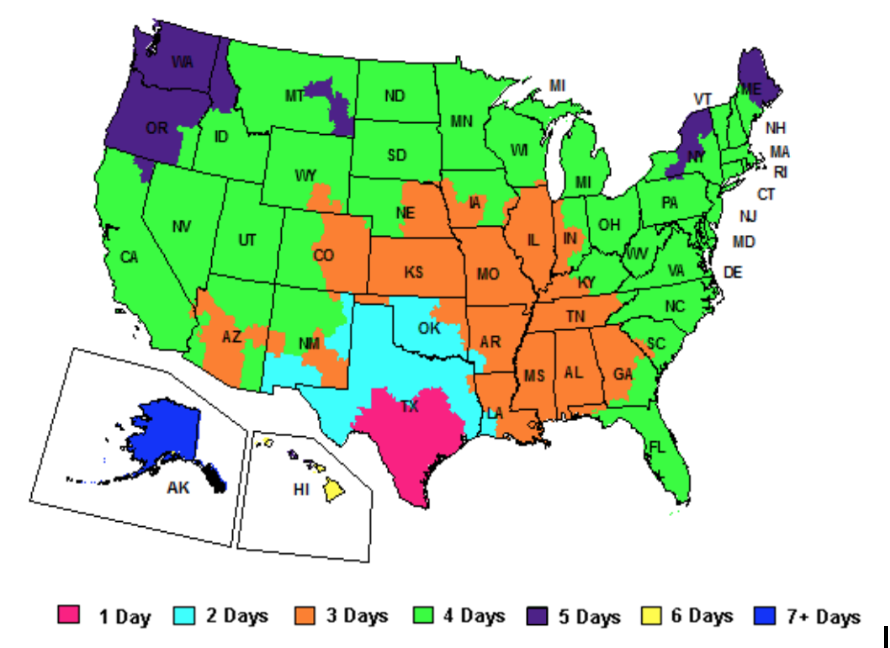 MI
WA
MT
ND
ME
VT
MN
OR
NH
ID
WI
SD
MA
NY
RI
WY
MI
CT
IA
PA
NE
NJ
OH
NV
IL
IN
UT
MD
WV
CO
CA
VA
DE
KS
MO
KY
NC
TN
OK
AZ
NM
AR
SC
MS
AL
GA
TX
LA
FL
AK
HI
1 Day 2 Days 3 Days 4 Days 5 Days 6 Days 7+ Days